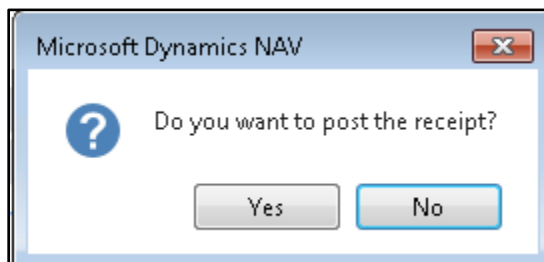 Microsoft Dynamics NAV
Do you want to post the receipt?
Yes No